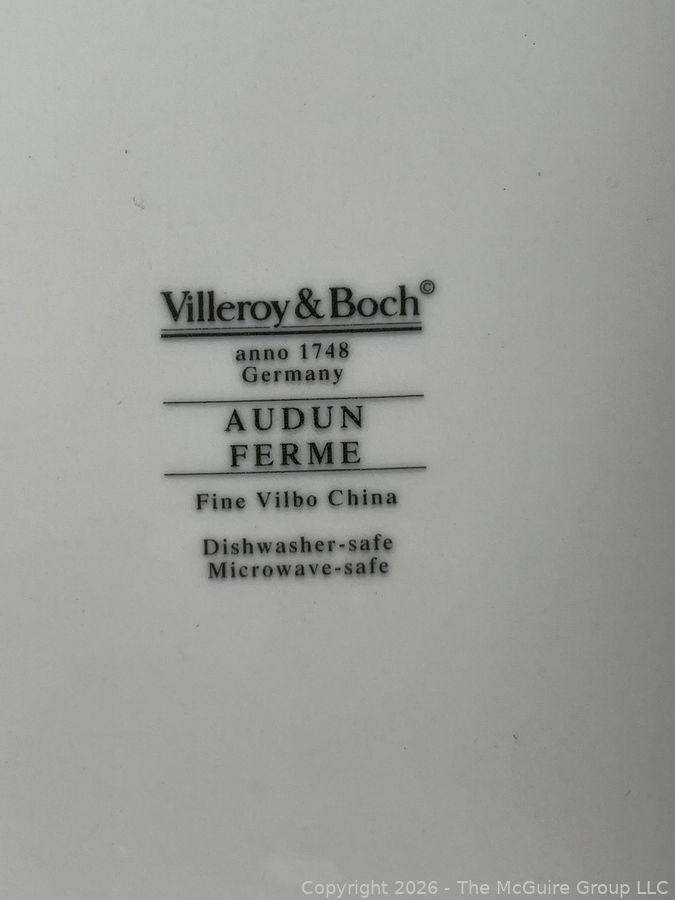 Villeroy & Boch©
anno 1748
Germany
AUDUN
FERME
Fine Vilbo China
Dishwasher-safe
Microwave-safe
Copyright 2026 - The McGuire Group LLC